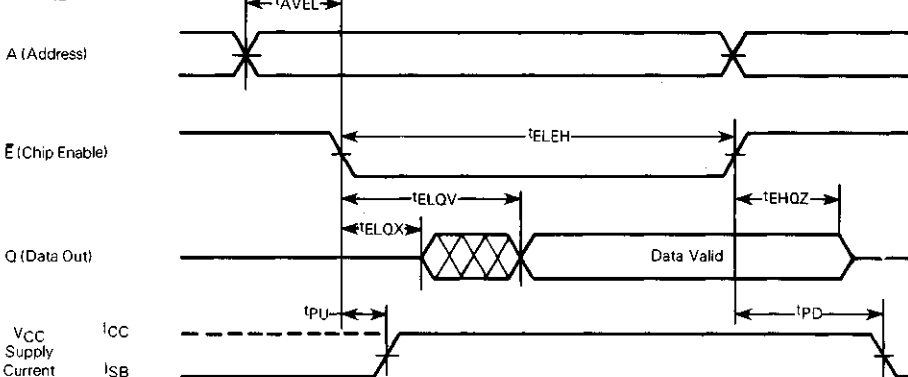 tAVEL
A (Address)
Ē (Chip Enable)
tELEH
tELQV
tEHQZ
tELQX
Q (Data Out)
Data Valid
tPU
tPD
VCC ICC
Supply
Current ISB